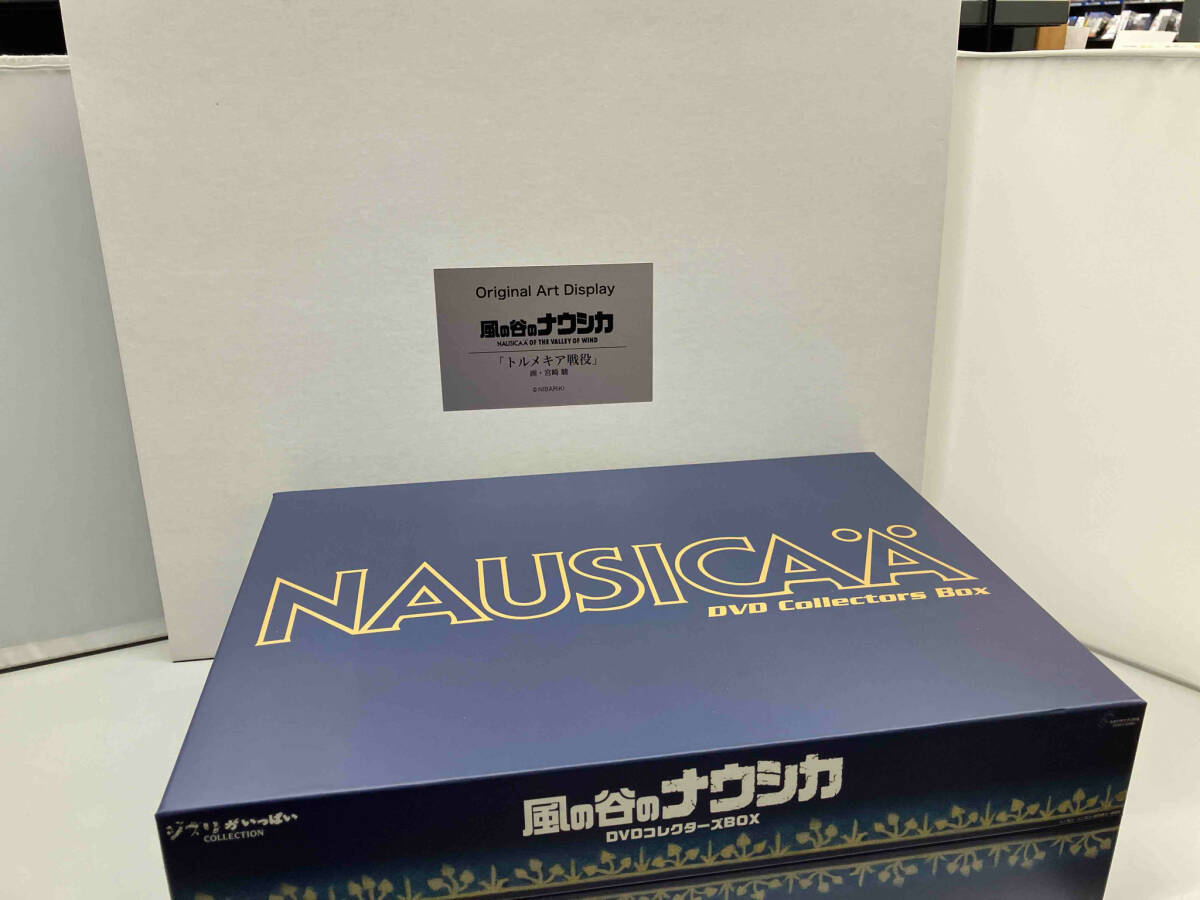 Original Art Display
風の谷のナウシカ
NAUSICAÄ OF THE VALLEY OF WIND
「トルメキア戦役」
画・宮崎 駿
©NIBARIKI
NAUSICAÄ
DVD Collectors Box
風の谷のナウシカ
DVDコレクターズBOX
ジブリがいっぱい
COLLECTION